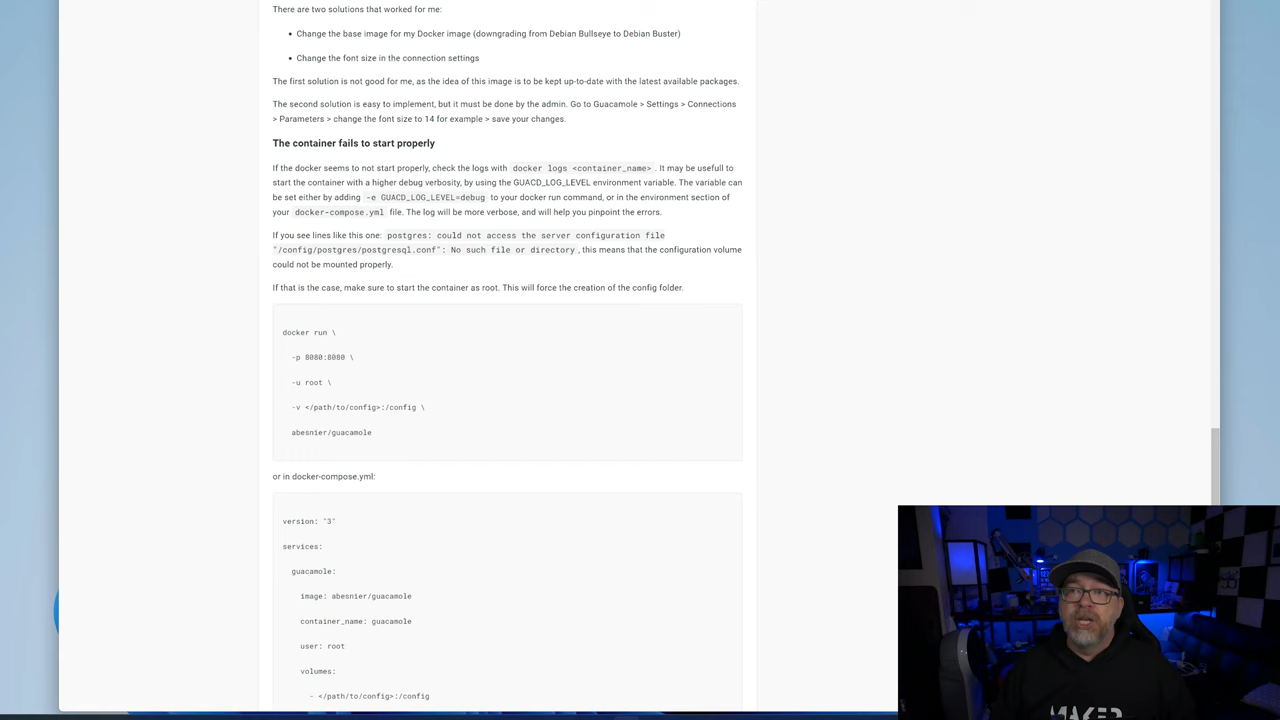 There are two solutions that worked for me:
• Change the base image for my Docker image (downgrading from Debian Bullseye to Debian Buster)
• Change the font size in the connection settings
The first solution is not good for me, as the idea of this image is to be kept up-to-date with the latest available packages.
The second solution is easy to implement, but it must be done by the admin. Go to Guacamole > Settings > Connections
> Parameters > change the font size to 14 for example > save your changes.
The container fails to start properly
If the docker seems to not start properly, check the logs with docker logs <container_name> . It may be usefull to
start the container with a higher debug verbosity, by using the GUACD_LOG_LEVEL environment variable. The variable can
be set either by adding -e GUACD_LOG_LEVEL=debug to your docker run command, or in the environment section of
your docker-compose.yml file. The log will be more verbose, and will help you pinpoint the errors.
If you see lines like this one: postgres: could not access the server configuration file
"/config/postgres/postgresql.conf": No such file or directory , this means that the configuration volume
could not be mounted properly.
If that is the case, make sure to start the container as root. This will force the creation of the config folder.
docker run \
-p 8080:8080 \
-u root \
-v </path/to/config>:/config \
abesnier/guacamole
or in docker-compose.yml:
version: "3"
services:
guacamole:
image: abesnier/guacamole
container_name: guacamole
user: root
volumes:
- </path/to/config>:/config
MAKER